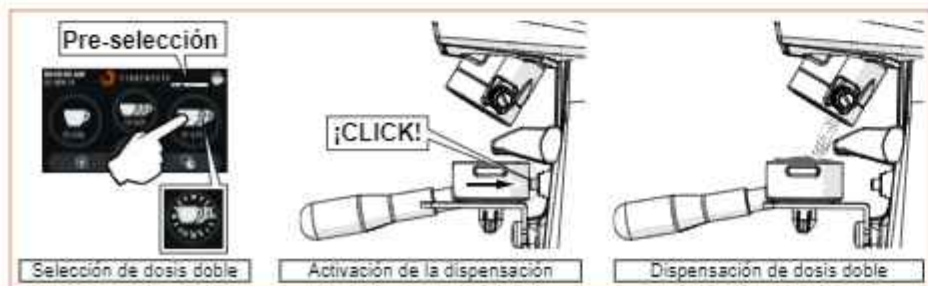 Pre-selección
¡CLICK!
Selección de dosis doble
Activación de la dispensación
Dispensación de dosis doble